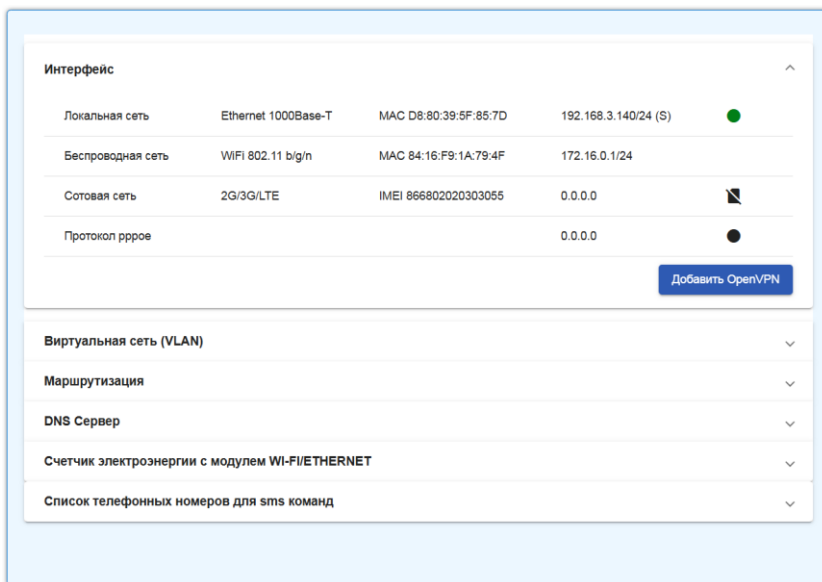 Интерфейс
Локальная сеть Ethernet 1000Base-T MAC D8:80:39:5F:85:7D 192.168.3.140/24 (S)
Беспроводная сеть WiFi 802.11 b/g/n MAC 84:16:F9:1A:79:4F 172.16.0.1/24
Сотовая сеть 2G/3G/LTE IMEI 866802020303055 0.0.0.0
Протокол pppoe 0.0.0.0
Добавить OpenVPN
Виртуальная сеть (VLAN)
Маршрутизация
DNS Сервер
Счетчик электроэнергии с модулем WI-FI/ETHERNET
Список телефонных номеров для sms команд